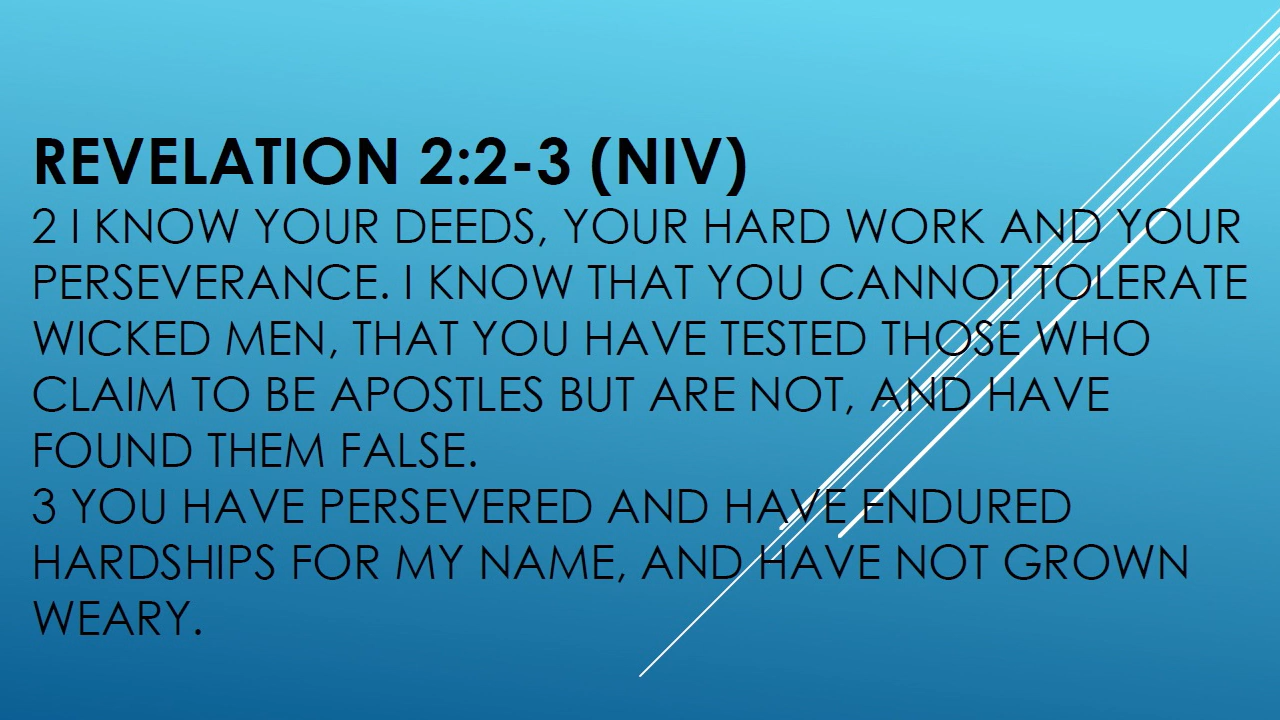 REVELATION 2:2-3 (NIV)
2 I KNOW YOUR DEEDS, YOUR HARD WORK AND YOUR
PERSEVERANCE. I KNOW THAT YOU CANNOT TOLERATE
WICKED MEN, THAT YOU HAVE TESTED THOSE WHO
CLAIM TO BE APOSTLES BUT ARE NOT, AND HAVE
FOUND THEM FALSE.
3 YOU HAVE PERSEVERED AND HAVE ENDURED
HARDSHIPS FOR MY NAME, AND HAVE NOT GROWN
WEARY.